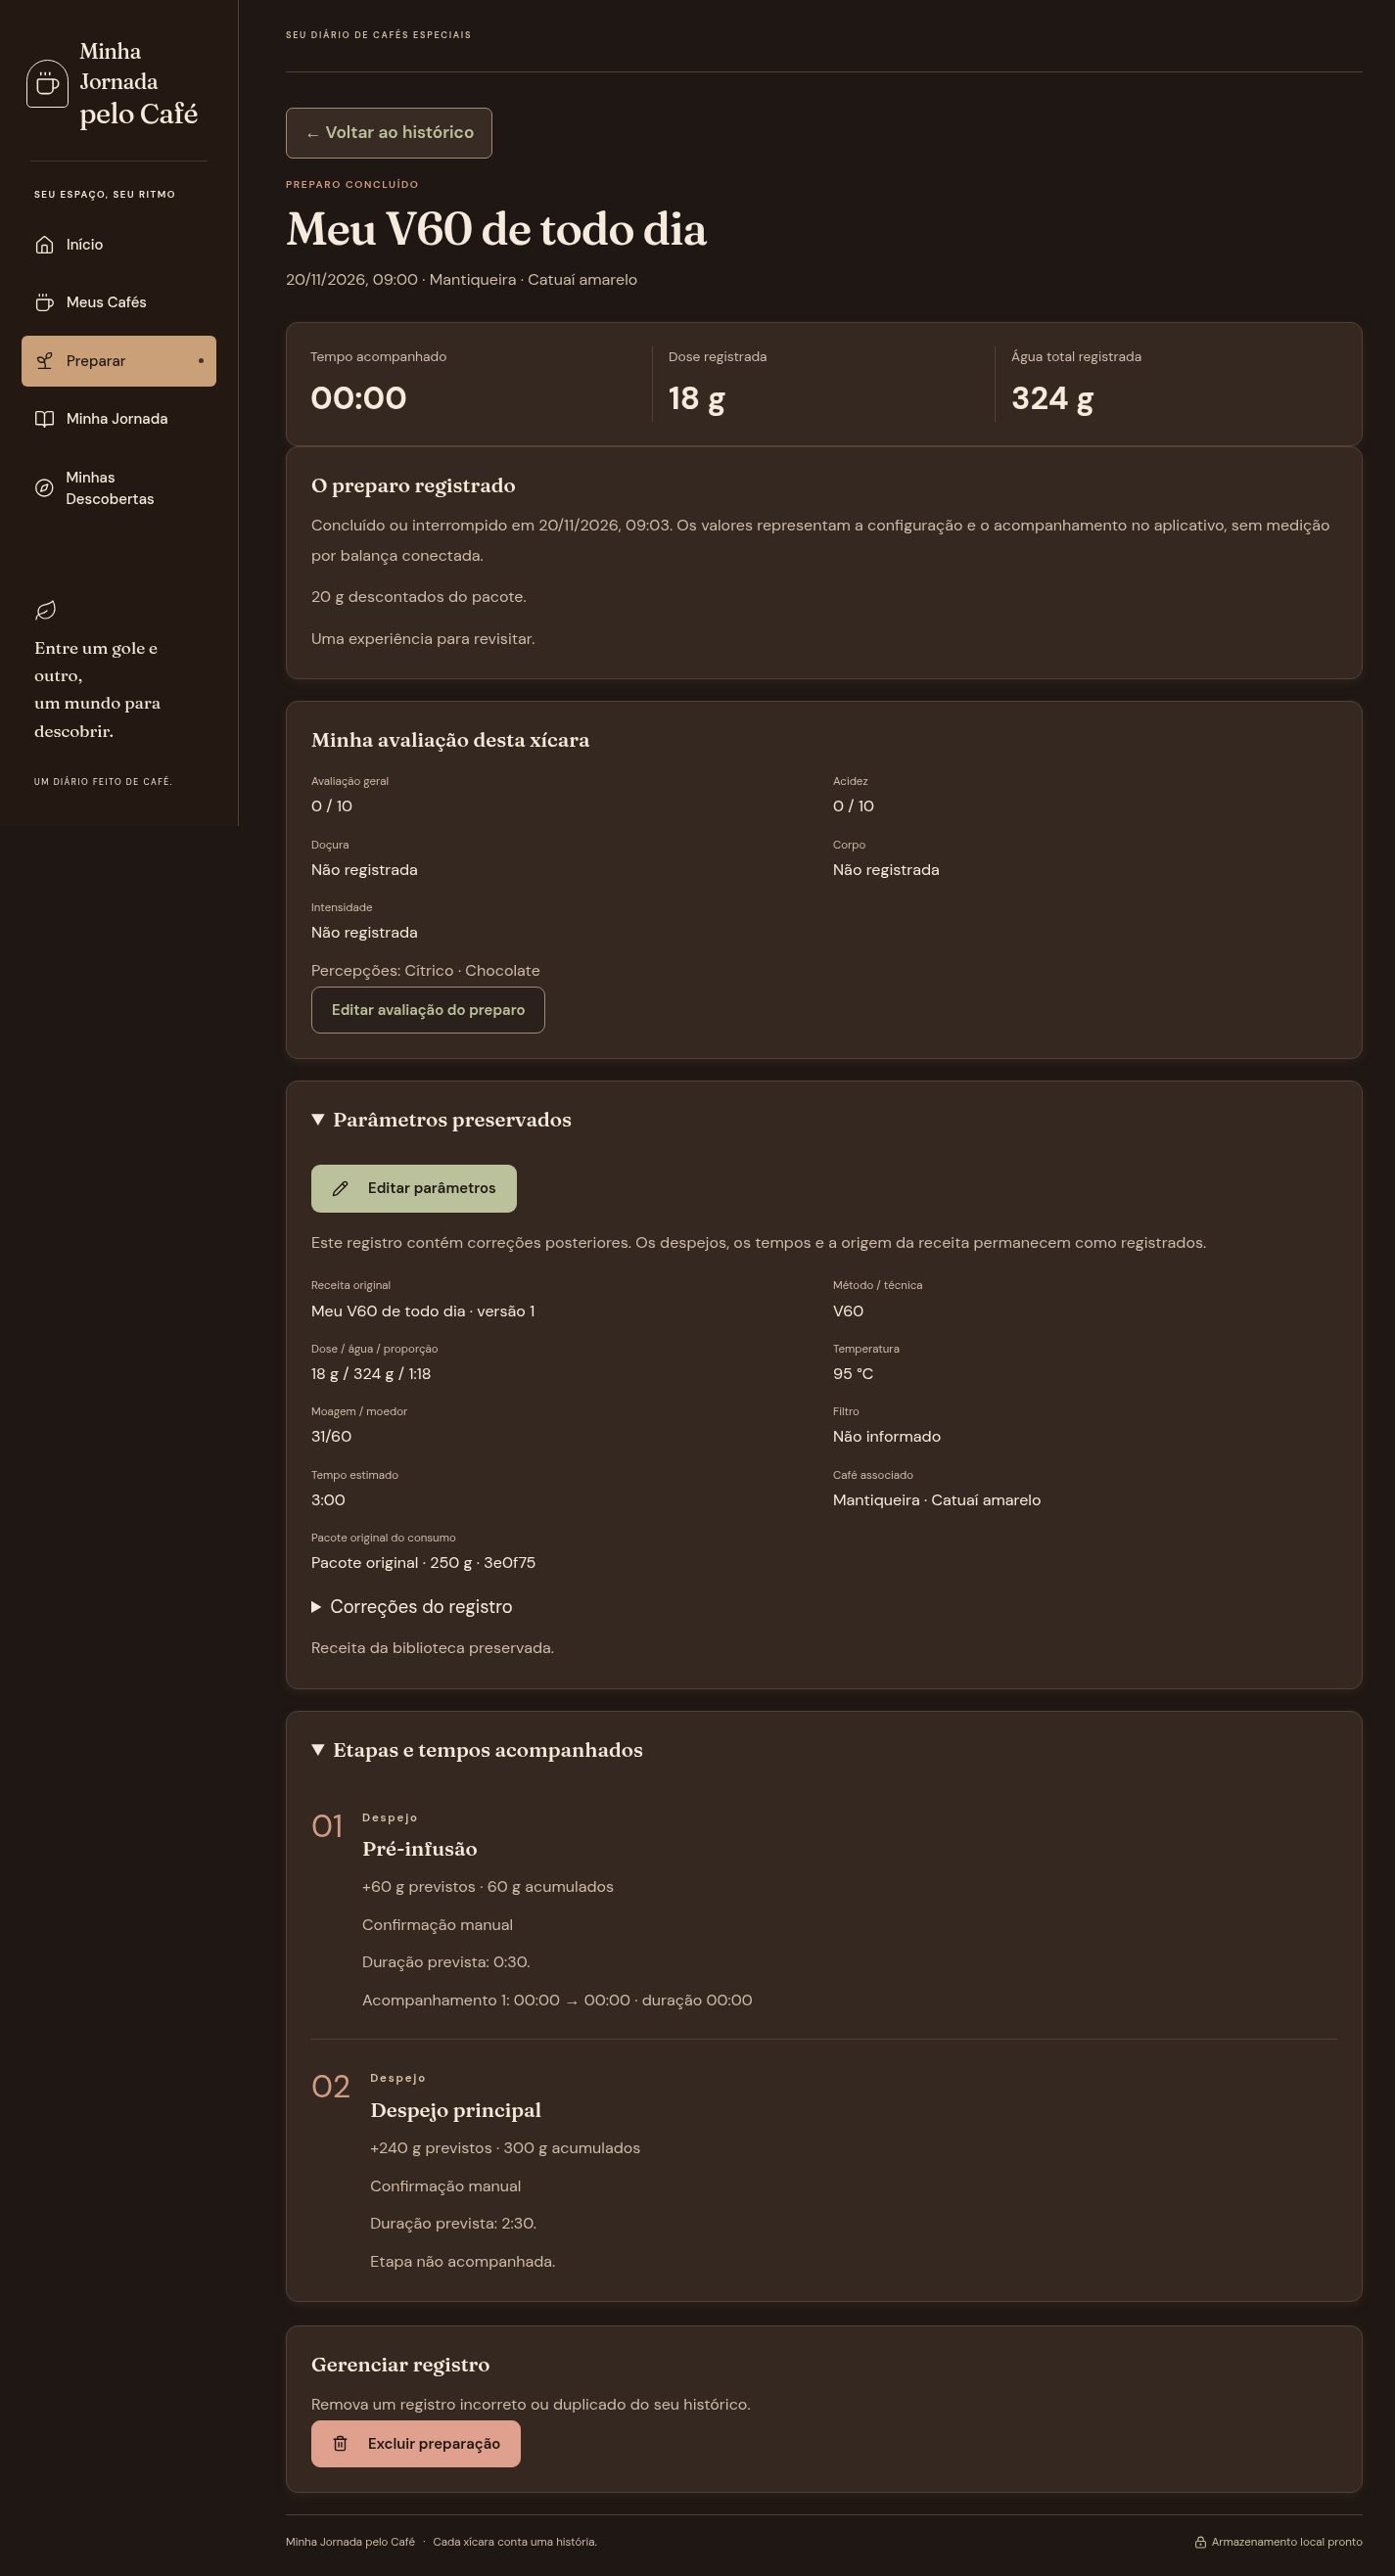 Minha
Jornada
pelo Café
SEU ESPAÇO, SEU RITMO
Início
Meus Cafés
Preparar
Minha Jornada
Minhas
Descobertas
Entre um gole e
outro,
um mundo para
descobrir.
UM DIÁRIO FEITO DE CAFÉ.
SEU DIÁRIO DE CAFÉS ESPECIAIS
← Voltar ao histórico
PREPARO CONCLUÍDO
Meu V60 de todo dia
20/11/2026, 09:00 · Mantiqueira · Catuaí amarelo
Tempo acompanhado
00:00
Dose registrada
18 g
Água total registrada
324 g
O preparo registrado
Concluído ou interrompido em 20/11/2026, 09:03. Os valores representam a configuração e o acompanhamento no aplicativo, sem medição
por balança conectada.
20 g descontados do pacote.
Uma experiência para revisitar.
Minha avaliação desta xícara
Avaliação geral
0 / 10
Acidez
0 / 10
Doçura
Não registrada
Corpo
Não registrada
Intensidade
Não registrada
Percepções: Cítrico · Chocolate
Editar avaliação do preparo
▼ Parâmetros preservados
Editar parâmetros
Este registro contém correções posteriores. Os despejos, os tempos e a origem da receita permanecem como registrados.
Receita original
Meu V60 de todo dia · versão 1
Método / técnica
V60
Dose / água / proporção
18 g / 324 g / 1:18
Temperatura
95 °C
Moagem / moedor
31/60
Filtro
Não informado
Tempo estimado
3:00
Café associado
Mantiqueira · Catuaí amarelo
Pacote original do consumo
Pacote original · 250 g · 3e0f75
▶ Correções do registro
Receita da biblioteca preservada.
▼ Etapas e tempos acompanhados
01
Despejo
Pré-infusão
+60 g previstos · 60 g acumulados
Confirmação manual
Duração prevista: 0:30.
Acompanhamento 1: 00:00 → 00:00 · duração 00:00
02
Despejo
Despejo principal
+240 g previstos · 300 g acumulados
Confirmação manual
Duração prevista: 2:30.
Etapa não acompanhada.
Gerenciar registro
Remova um registro incorreto ou duplicado do seu histórico.
Excluir preparação
Minha Jornada pelo Café · Cada xícara conta uma história.
Armazenamento local pronto